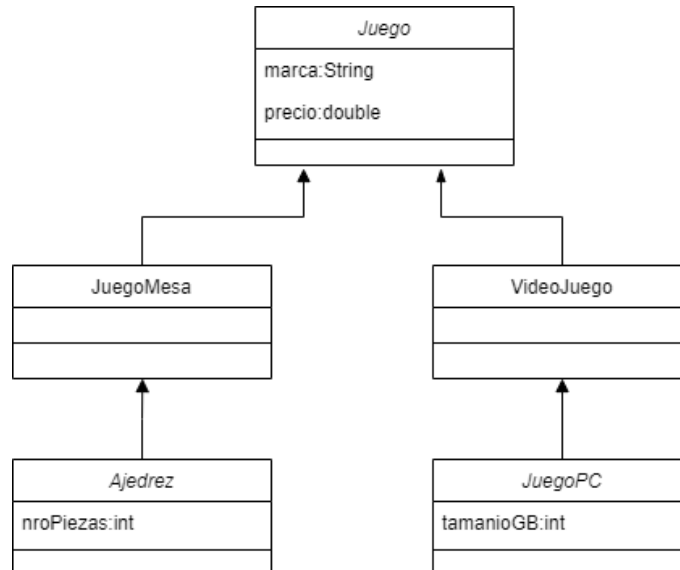 Juego
marca:String
precio:double
JuegoMesa
VideoJuego
Ajedrez
nroPiezas:int
JuegoPC
tamanioGB:int